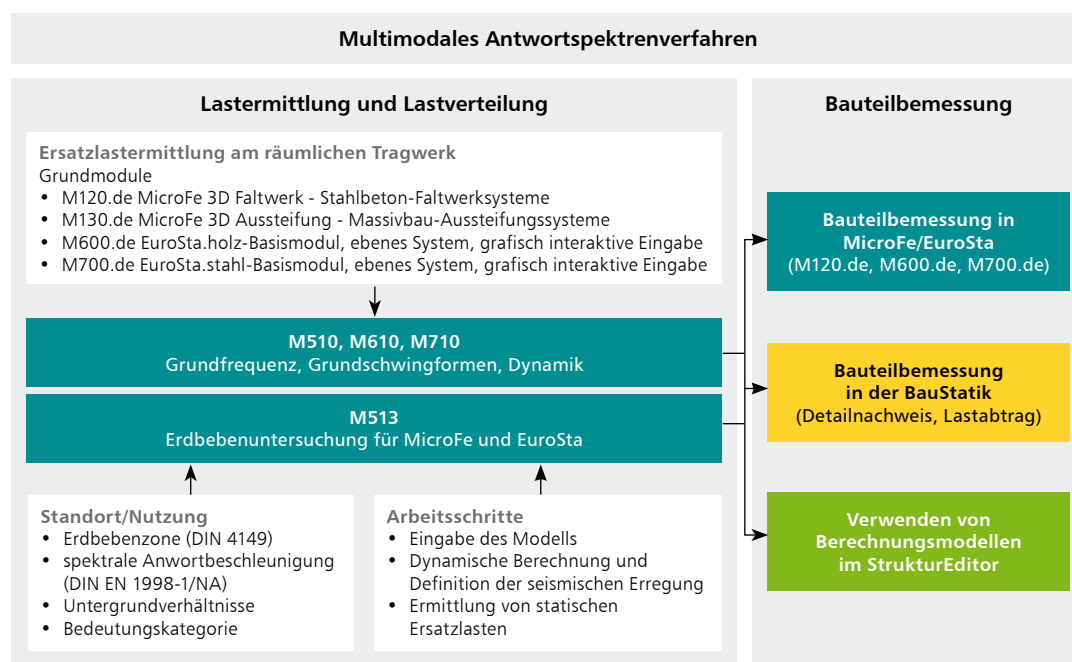 Multimodales Antwortspektrenverfahren
Lastermittlung und Lastverteilung
Ersatzlastermittlung am räumlichen Tragwerk
Grundmodule
• M120.de MicroFe 3D Faltwerk - Stahlbeton-Faltwerksysteme
• M130.de MicroFe 3D Aussteifung - Massivbau-Aussteifungssysteme
• M600.de EuroSta.holz-Basismodul, ebenes System, grafisch interaktive Eingabe
• M700.de EuroSta.stahl-Basismodul, ebenes System, grafisch interaktive Eingabe
M510, M610, M710
Grundfrequenz, Grundschwingformen, Dynamik
M513
Erdbebenuntersuchung für MicroFe und EuroSta
Standort/Nutzung
• Erdbebenzone (DIN 4149)
• spektrale Anwortbeschleunigung
(DIN EN 1998-1/NA)
• Untergrundverhältnisse
• Bedeutungskategorie
Arbeitsschritte
• Eingabe des Modells
• Dynamische Berechnung und
Definition der seismischen Erregung
• Ermittlung von statischen
Ersatzlasten
Bauteilbemessung
Bauteilbemessung in
MicroFe/EuroSta
(M120.de, M600.de, M700.de)
Bauteilbemessung
in der BauStatik
(Detailnachweis, Lastabtrag)
Verwenden von
Berechnungsmodellen
im StrukturEditor